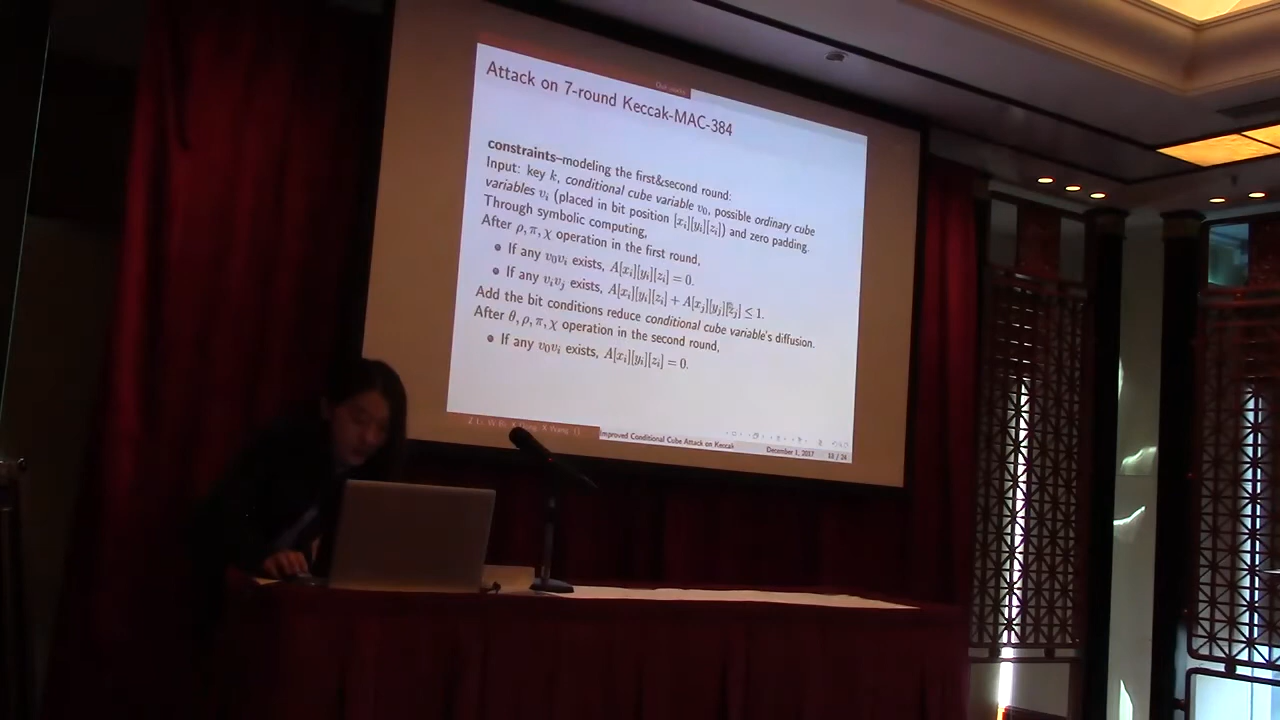 Our attacks
Attack on 7-round Keccak-MAC-384
constraints–modeling the first&second round:
Input: key k, conditional cube variable v₀, possible ordinary cube
variables vᵢ (placed in bit position [xᵢ][yᵢ][zᵢ]) and zero padding.
Through symbolic computing,
After ρ, π, χ operation in the first round,
• If any v₀vᵢ exists, A[xᵢ][yᵢ][zᵢ] = 0.
• If any vᵢvⱼ exists, A[xᵢ][yᵢ][zᵢ] + A[xⱼ][yⱼ][zⱼ] ≤ 1.
Add the bit conditions reduce conditional cube variable's diffusion.
After θ, ρ, π, χ operation in the second round,
• If any v₀vᵢ exists, A[xᵢ][yᵢ][zᵢ] = 0.
Improved Conditional Cube Attack on Keccak
December 1, 2017